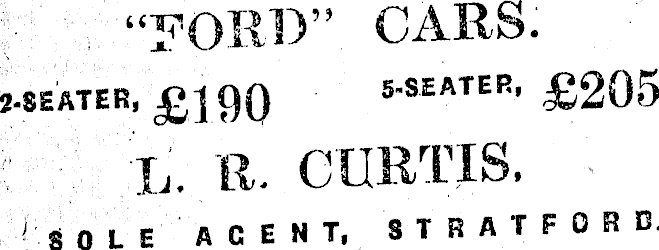 "FORD" CARS.
2-SEATER, £190 5-SEATER, £205
L. R. CURTIS,
SOLE AGENT, STRATFORD.